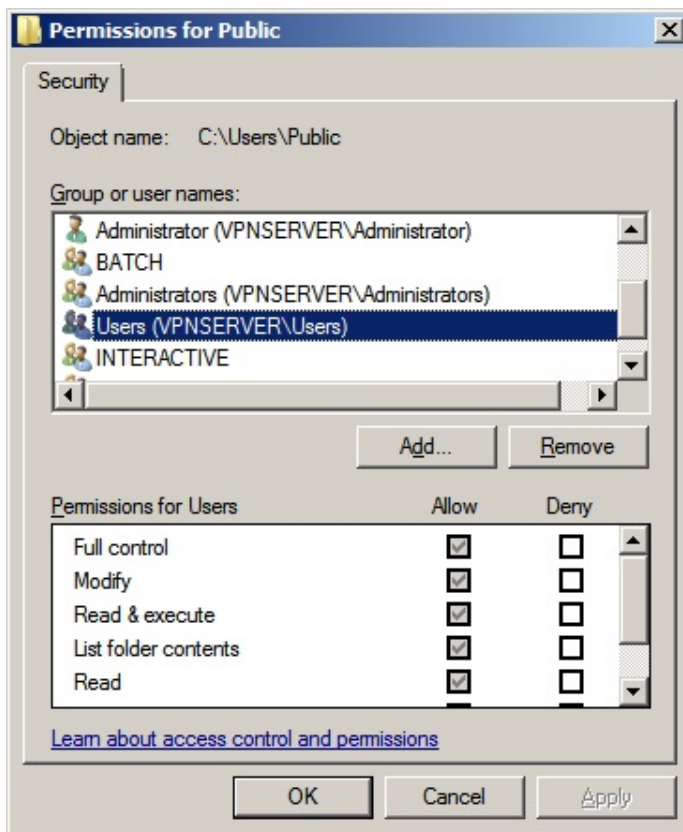 Permissions for Public
Security
Object name: C:\Users\Public
Group or user names:
Administrator (VPNSERVER\Administrator)
BATCH
Administrators (VPNSERVER\Administrators)
Users (VPNSERVER\Users)
INTERACTIVE
Add... Remove
Permissions for Users Allow Deny
Full control
Modify
Read & execute
List folder contents
Read
Learn about access control and permissions
OK Cancel Apply